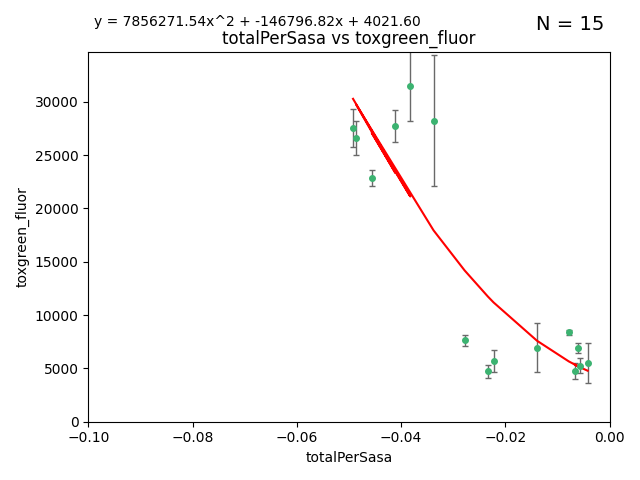 y = 7856271.54x^2 + -146796.82x + 4021.60
N = 15
totalPerSasa vs toxgreen_fluor
toxgreen_fluor
30000
25000
20000
15000
10000
5000
0
−0.10
−0.08
−0.06
−0.04
−0.02
0.00
totalPerSasa